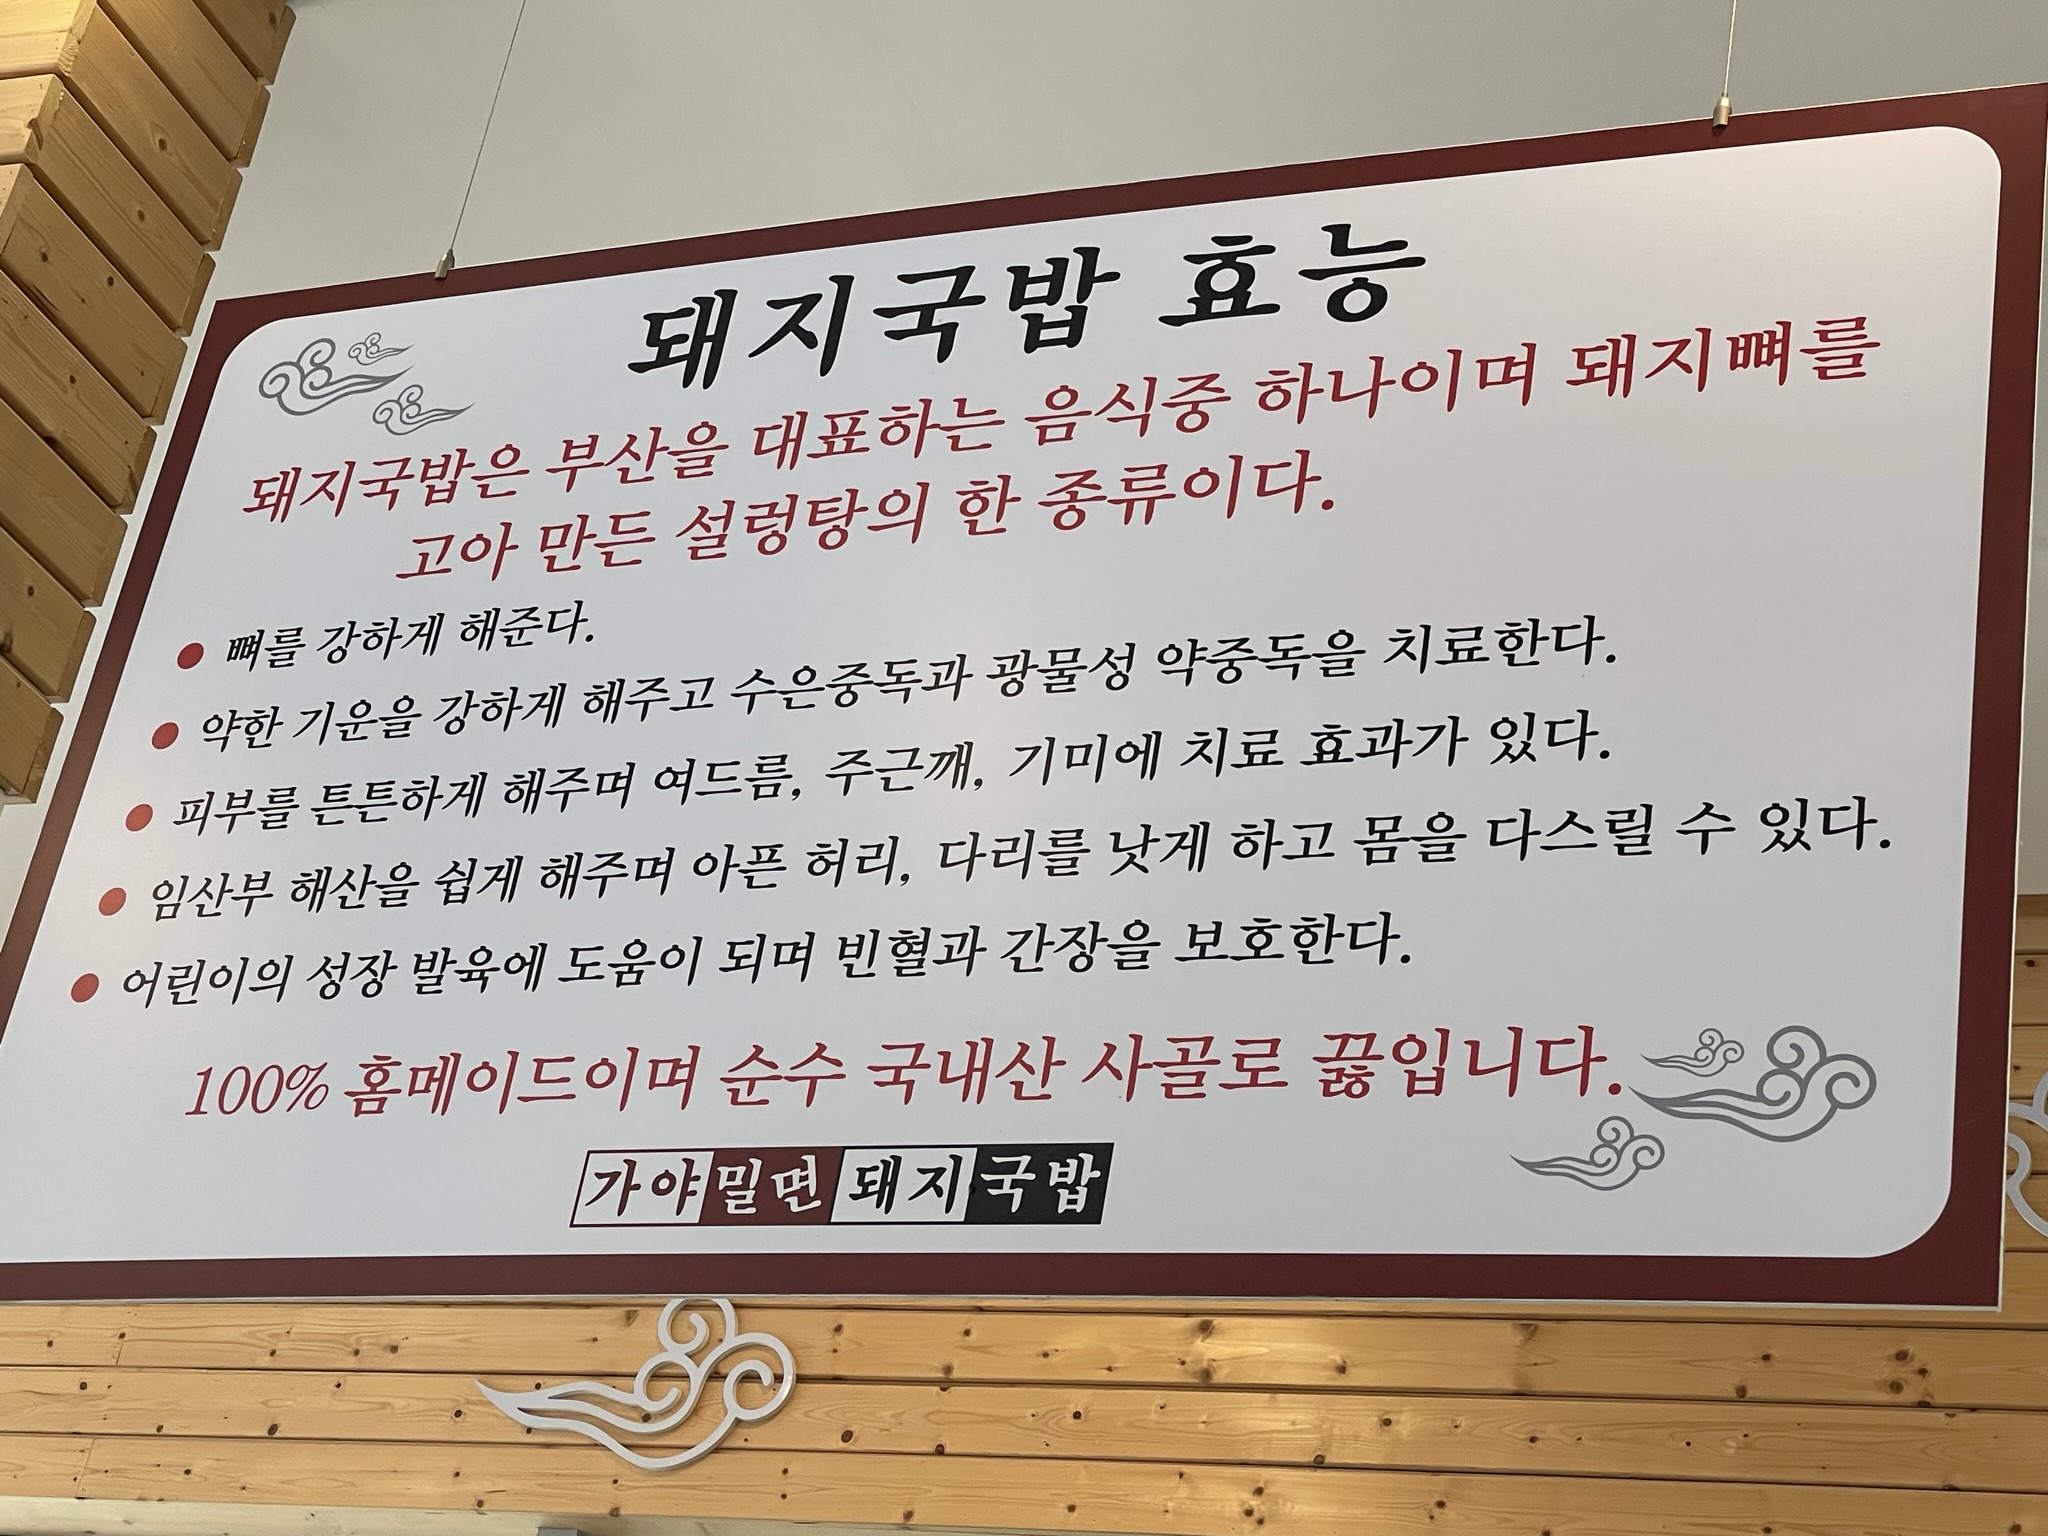 돼지국밥 효능
돼지국밥은 부산을 대표하는 음식중 하나이며 돼지뼈를
고아 만든 설렁탕의 한 종류이다.
● 뼈를 강하게 해준다.
● 약한 기운을 강하게 해주고 수은중독과 광물성 약중독을 치료한다.
● 피부를 튼튼하게 해주며 여드름, 주근깨, 기미에 치료 효과가 있다.
● 임산부 해산을 쉽게 해주며 아픈 허리, 다리를 낫게 하고 몸을 다스릴 수 있다.
● 어린이의 성장 발육에 도움이 되며 빈혈과 간장을 보호한다.
100% 홈메이드이며 순수 국내산 사골로 끓입니다.
가야밀면돼지국밥